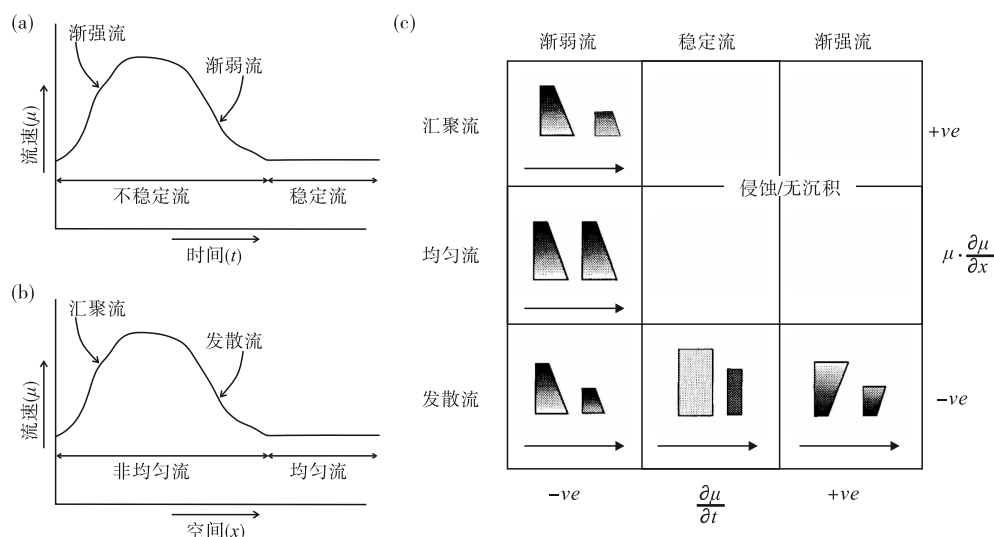 (a)
渐强流
渐弱流
流速(μ)
不稳定流
稳定流
时间(t)
(b)
汇聚流
发散流
流速(μ)
非均匀流
均匀流
空间(x)
(c)
渐弱流 稳定流 渐强流
汇聚流
+ve
侵蚀/无沉积
均匀流
μ·∂μ/∂x
发散流
-ve
-ve
∂μ/∂t
+ve